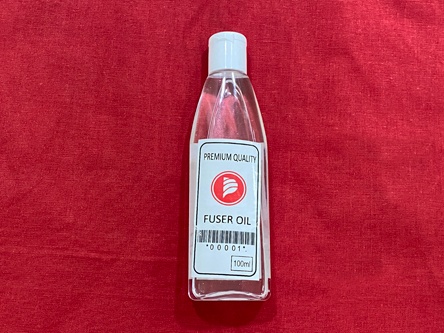 PREMIUM QUALITY
FUSER OIL
*00001*
100ml